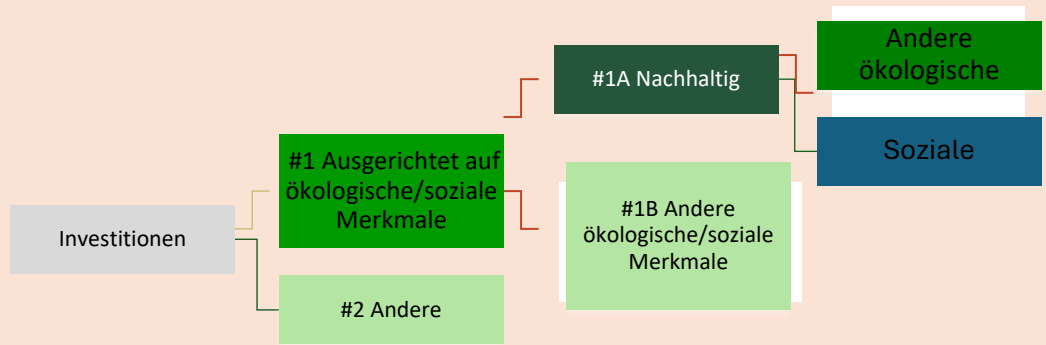 Investitionen
#1 Ausgerichtet auf
ökologische/soziale
Merkmale
#2 Andere
#1A Nachhaltig
#1B Andere
ökologische/soziale
Merkmale
Andere
ökologische
Soziale